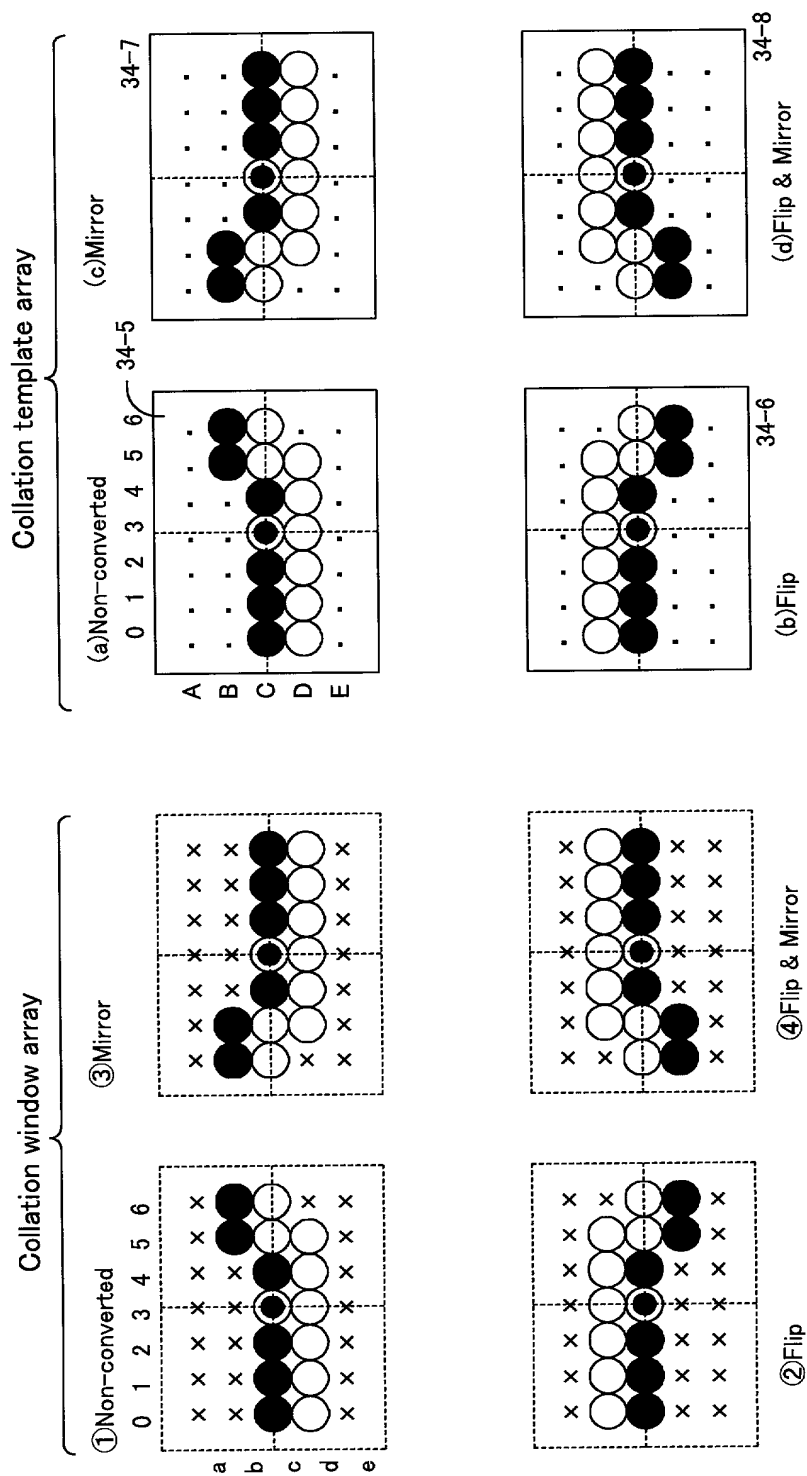 Collation window array
Collation template array
①Non-converted
0 1 2 3 4 5 6
a
b
c
d
e
③Mirror
(a)Non-converted
0 1 2 3 4 5 6
34-5
A
B
C
D
E
(c)Mirror
34-7
②Flip
④Flip & Mirror
(b)Flip
34-6
(d)Flip & Mirror
34-8